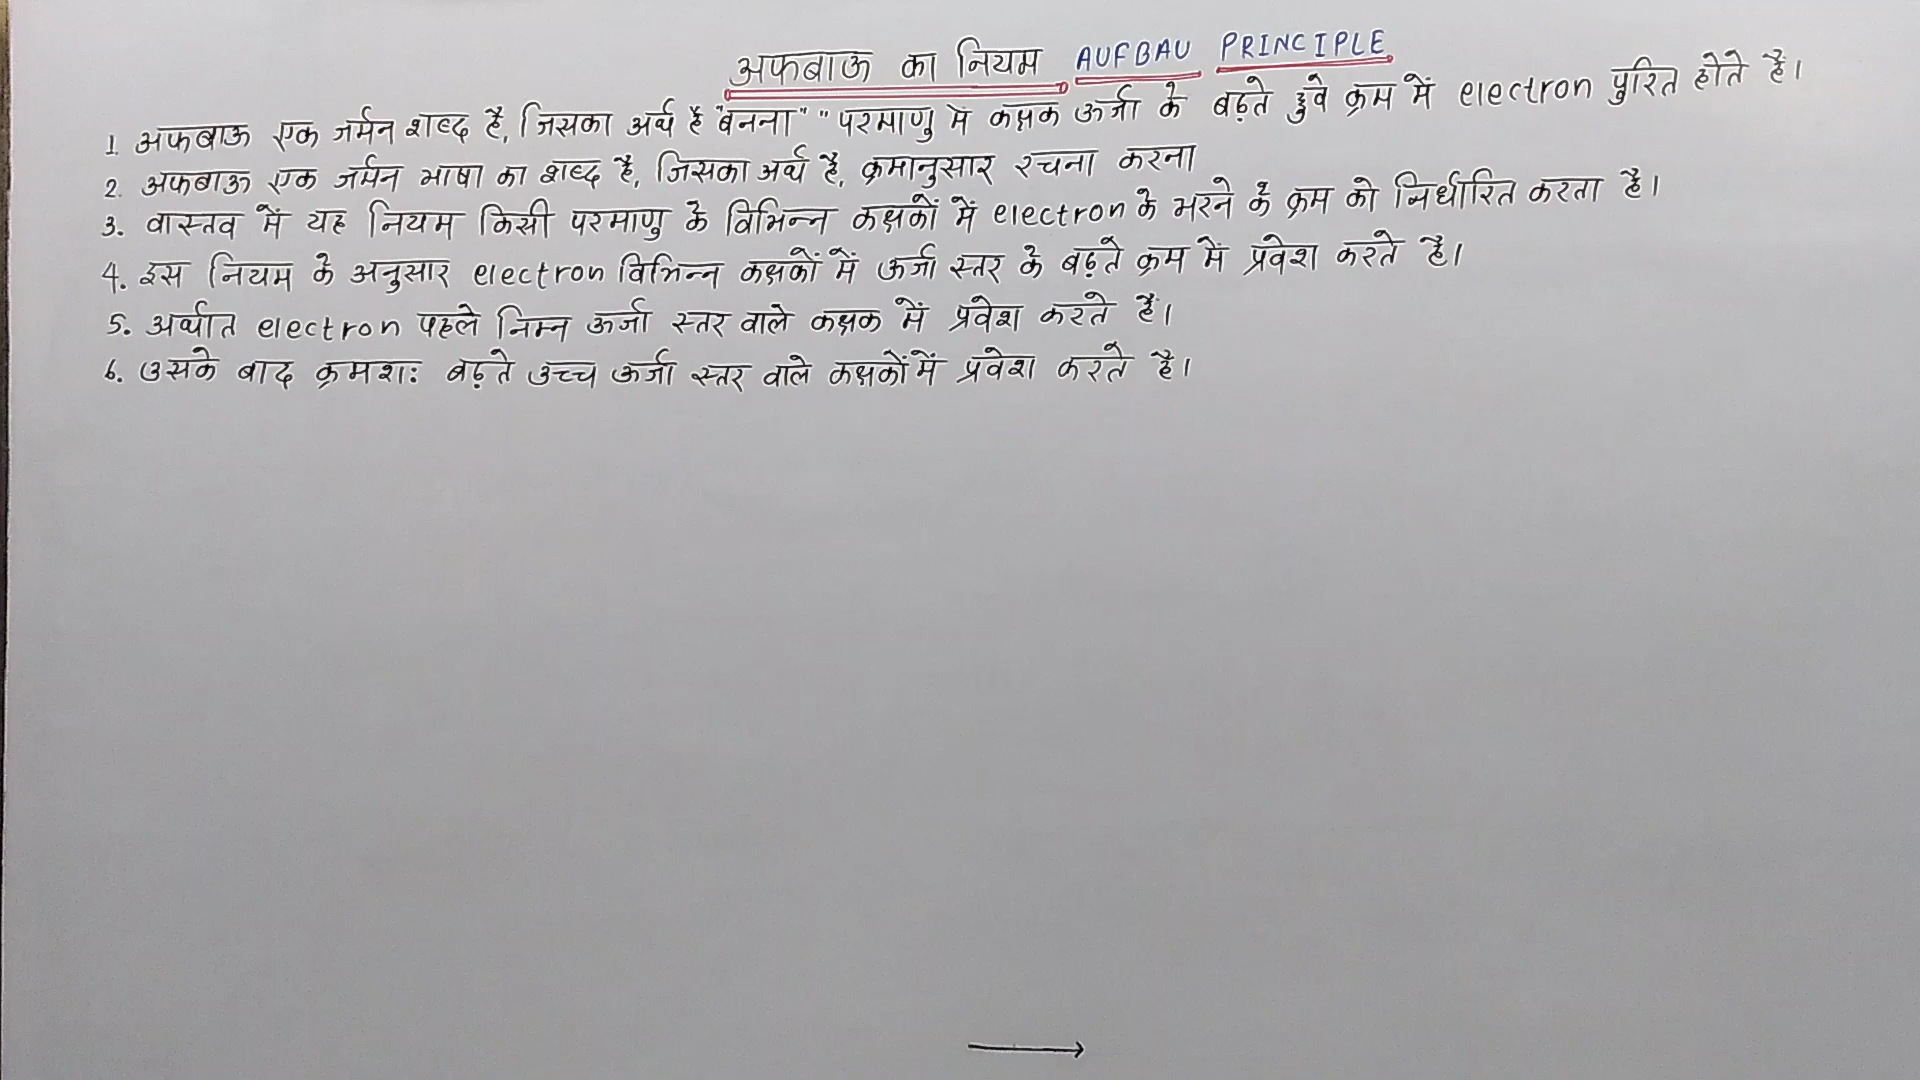 अफबाऊ का नियम AUFBAU PRINCIPLE
1 अफबाऊ एक जर्मन शब्द है, जिसका अर्थ है "बनना" "परमाणु में कक्षक ऊर्जा के बढ़ते हुवे क्रम में electron पुरित होते है।
2. अफबाऊ एक जर्मन भाषा का शब्द है, जिसका अर्थ है, क्रमानुसार रचना करना
3. वास्तव में यह नियम किसी परमाणु के विभिन्न कक्षकों में electron के भरने के क्रम को निर्धारित करता है।
4. इस नियम के अनुसार electron विभिन्न कक्षकों में ऊर्जा स्तर के बढ़ते क्रम में प्रवेश करते है।
5. अर्थात electron पहले निम्न ऊर्जा स्तर वाले कक्षक में प्रवेश करते है।
6. उसके बाद क्रमशः बढ़ते उच्च ऊर्जा स्तर वाले कक्षकों में प्रवेश करते है।